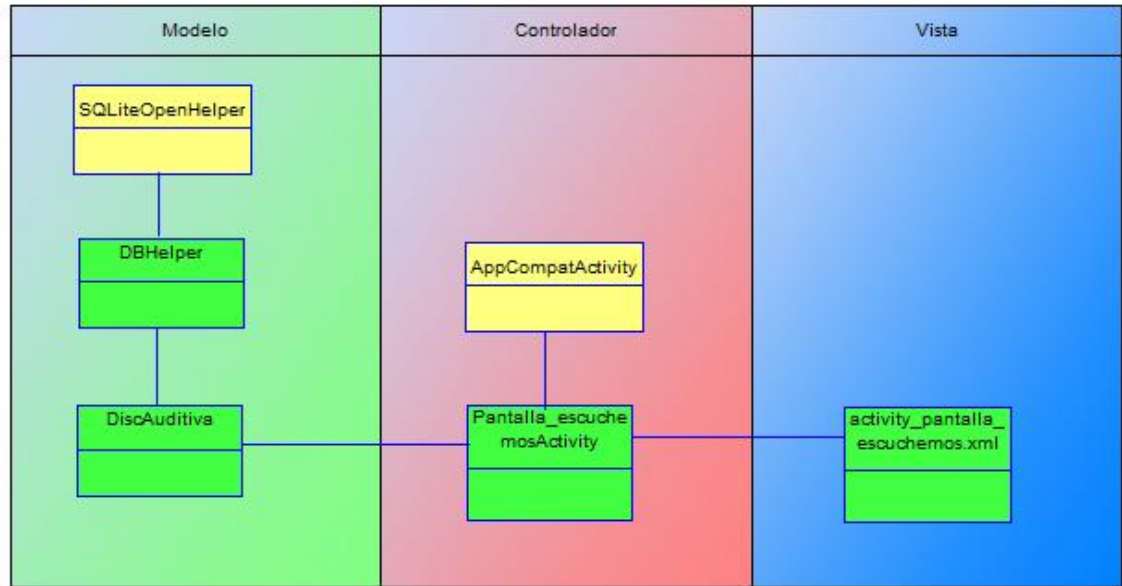 Modelo
Controlador
Vista
SQLiteOpenHelper
DBHelper
AppCompatActivity
DiscAuditiva
Pantalla_escuche
mosActivity
activity_pantalla_
escuchemos.xml